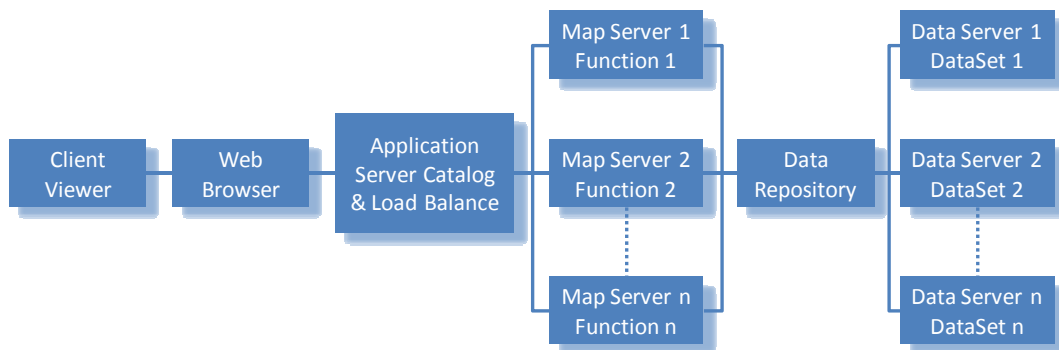 Client
Viewer
Web
Browser
Application
Server Catalog
& Load Balance
Map Server 1
Function 1
Map Server 2
Function 2
Map Server n
Function n
Data
Repository
Data Server 1
DataSet 1
Data Server 2
DataSet 2
Data Server n
DataSet n